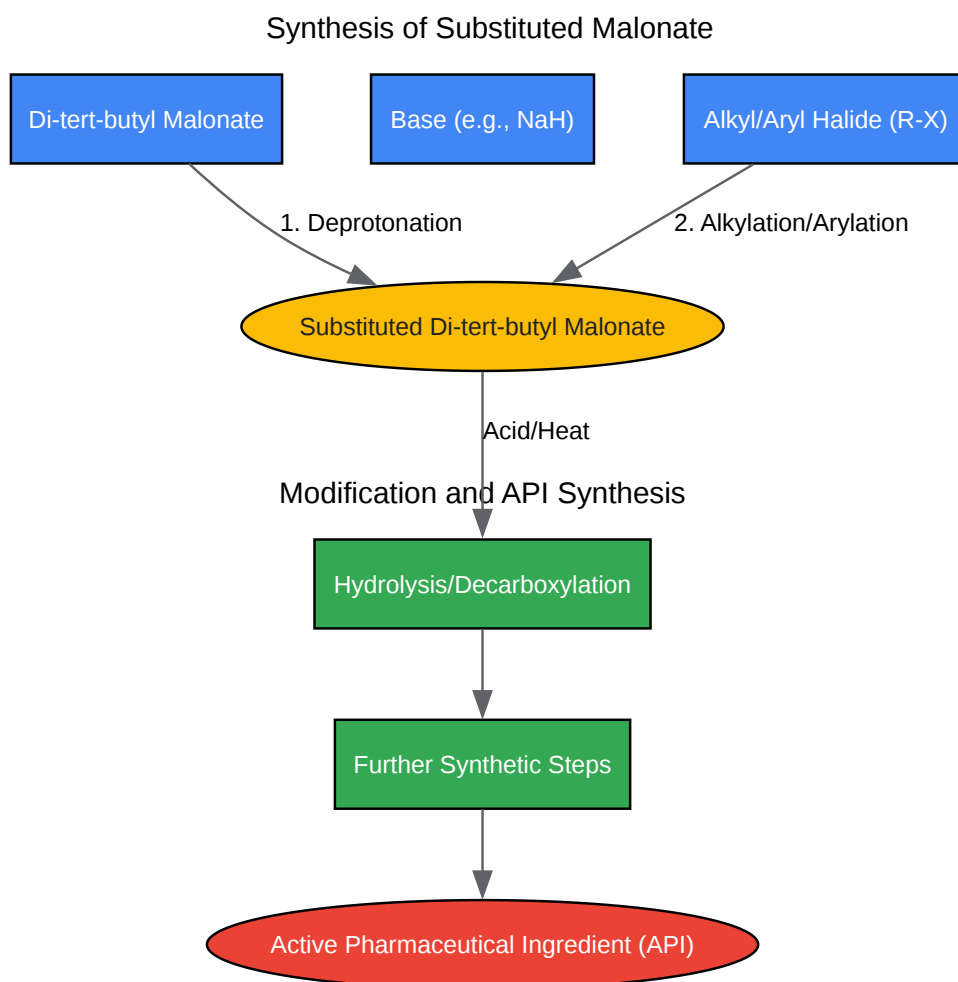 Synthesis of Substituted Malonate
Di-tert-butyl Malonate
Base (e.g., NaH)
Alkyl/Aryl Halide (R-X)
1. Deprotonation
2. Alkylation/Arylation
Substituted Di-tert-butyl Malonate
Acid/Heat
Modification and API Synthesis
Hydrolysis/Decarboxylation
Further Synthetic Steps
Active Pharmaceutical Ingredient (API)